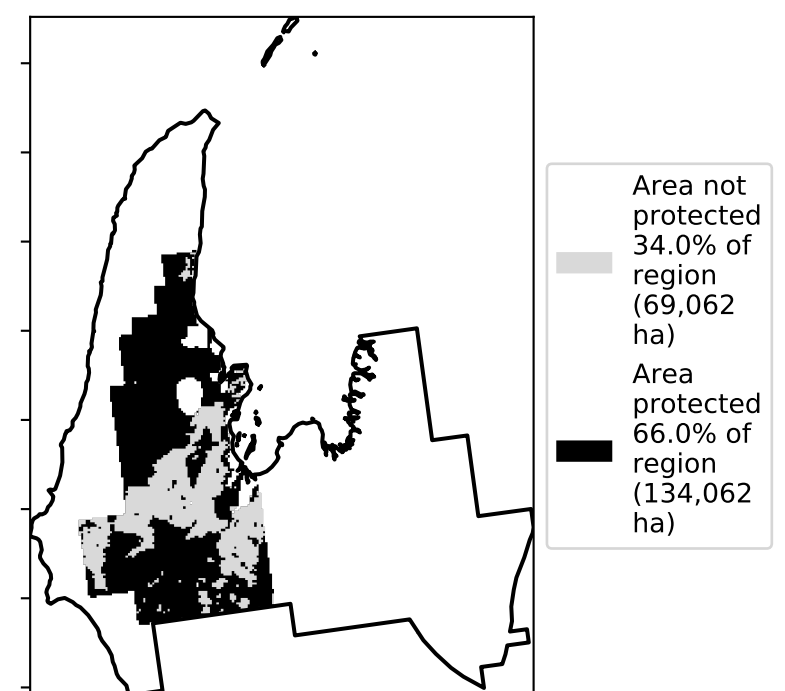 Area not
protected
34.0% of
region
(69,062
ha)
Area
protected
66.0% of
region
(134,062
ha)